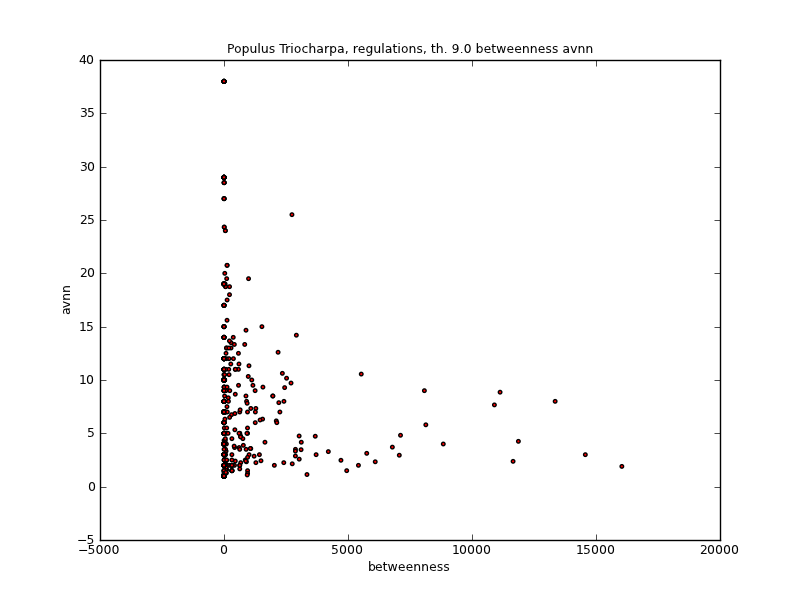 Populus Triocharpa, regulations, th. 9.0 betweenness avnn
40
35
30
25
20
15
10
5
0
−5
avnn
−5000 0 5000 10000 15000 20000
betweenness